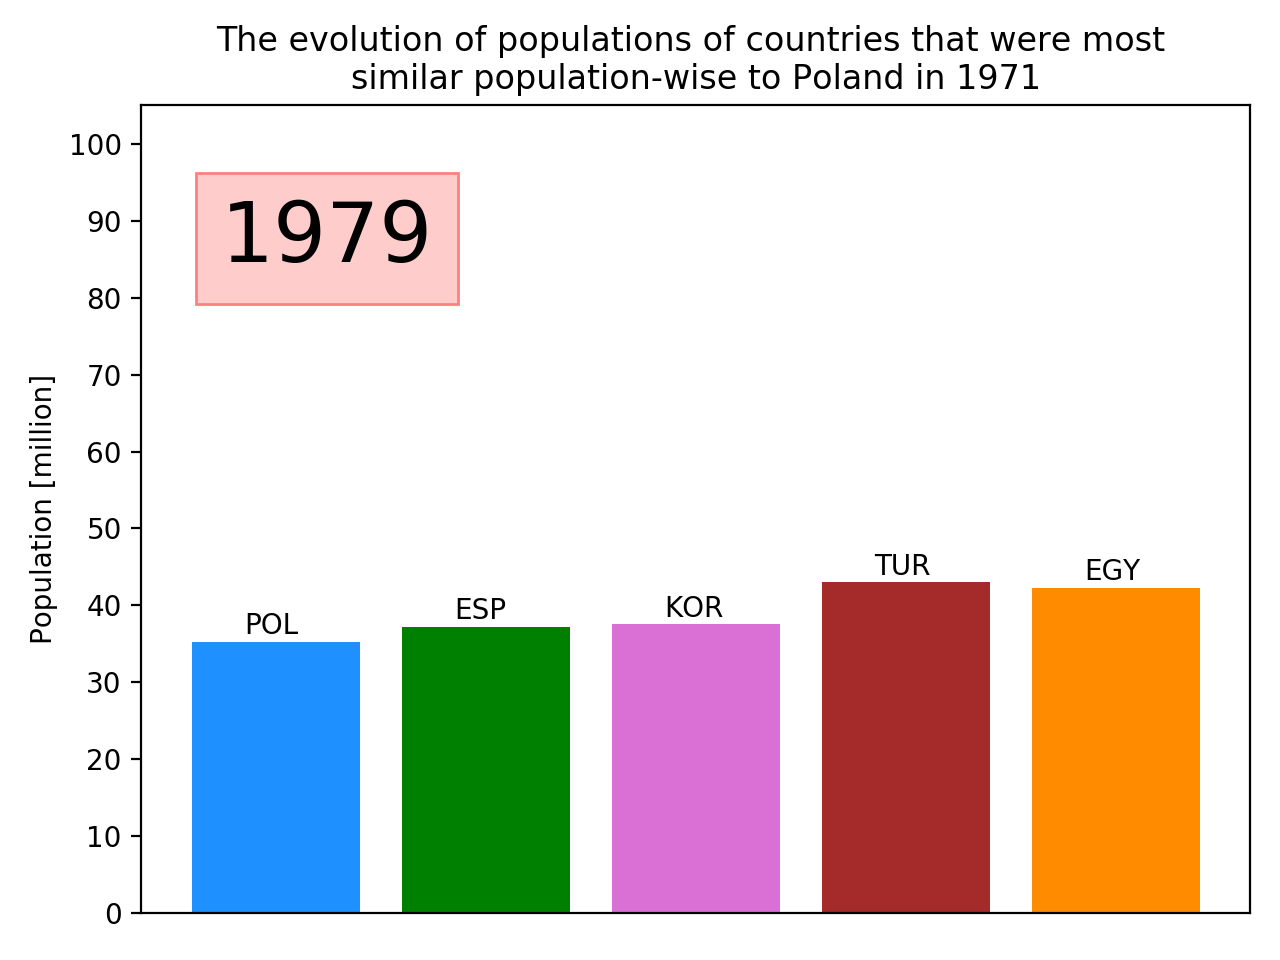 The evolution of populations of countries that were most
similar population-wise to Poland in 1971
100
90
80
70
60
50
40
30
20
10
0
Population [million]
1979
POL
ESP
KOR
TUR
EGY